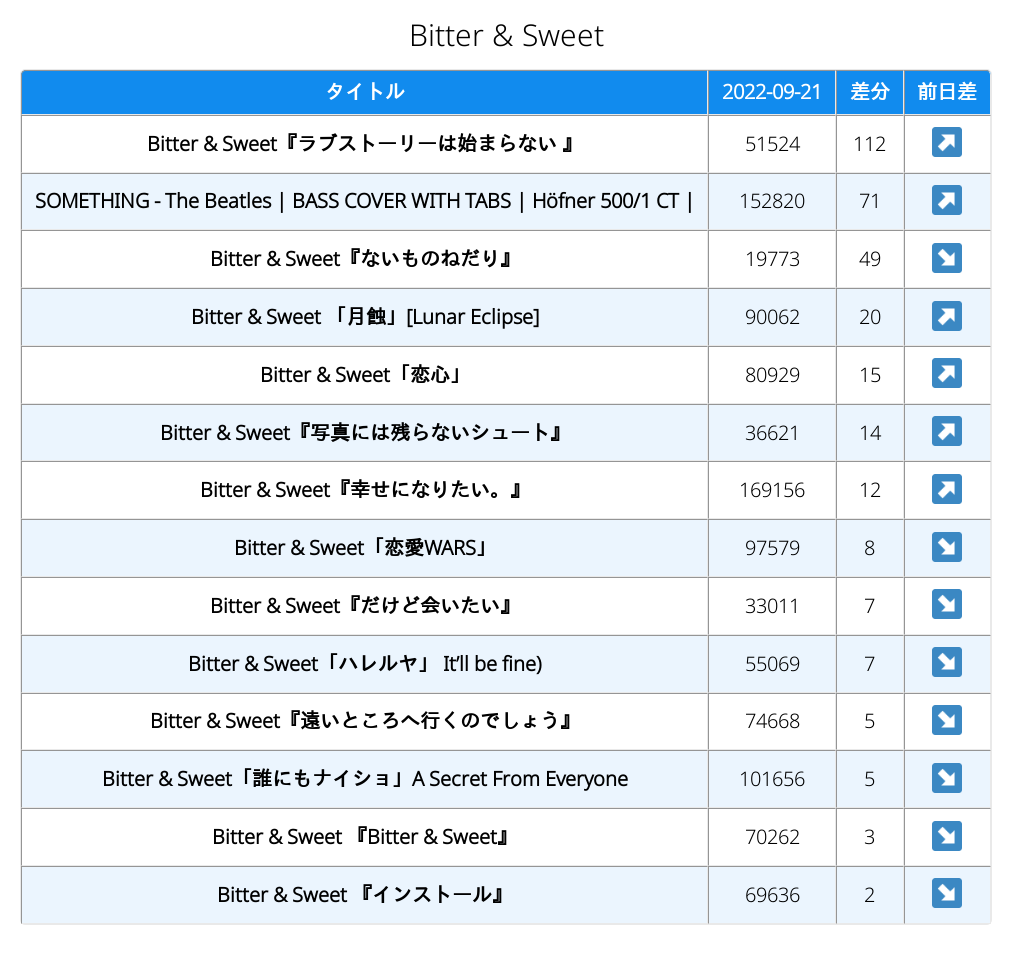 Bitter & Sweet
タイトル 2022-09-21 差分 前日差
Bitter & Sweet『ラブストーリーは始まらない 』 51524 112 ↗
SOMETHING - The Beatles | BASS COVER WITH TABS | Höfner 500/1 CT | 152820 71 ↗
Bitter & Sweet『ないものねだり』 19773 49 ↘
Bitter & Sweet 「月蝕」[Lunar Eclipse] 90062 20 ↗
Bitter & Sweet「恋心」 80929 15 ↗
Bitter & Sweet『写真には残らないシュート』 36621 14 ↗
Bitter & Sweet『幸せになりたい。』 169156 12 ↗
Bitter & Sweet「恋愛WARS」 97579 8 ↘
Bitter & Sweet『だけど会いたい』 33011 7 ↘
Bitter & Sweet「ハレルヤ」 It’ll be fine) 55069 7 ↘
Bitter & Sweet『遠いところへ行くのでしょう』 74668 5 ↘
Bitter & Sweet「誰にもナイショ」A Secret From Everyone 101656 5 ↘
Bitter & Sweet 『Bitter & Sweet』 70262 3 ↘
Bitter & Sweet 『インストール』 69636 2 ↘